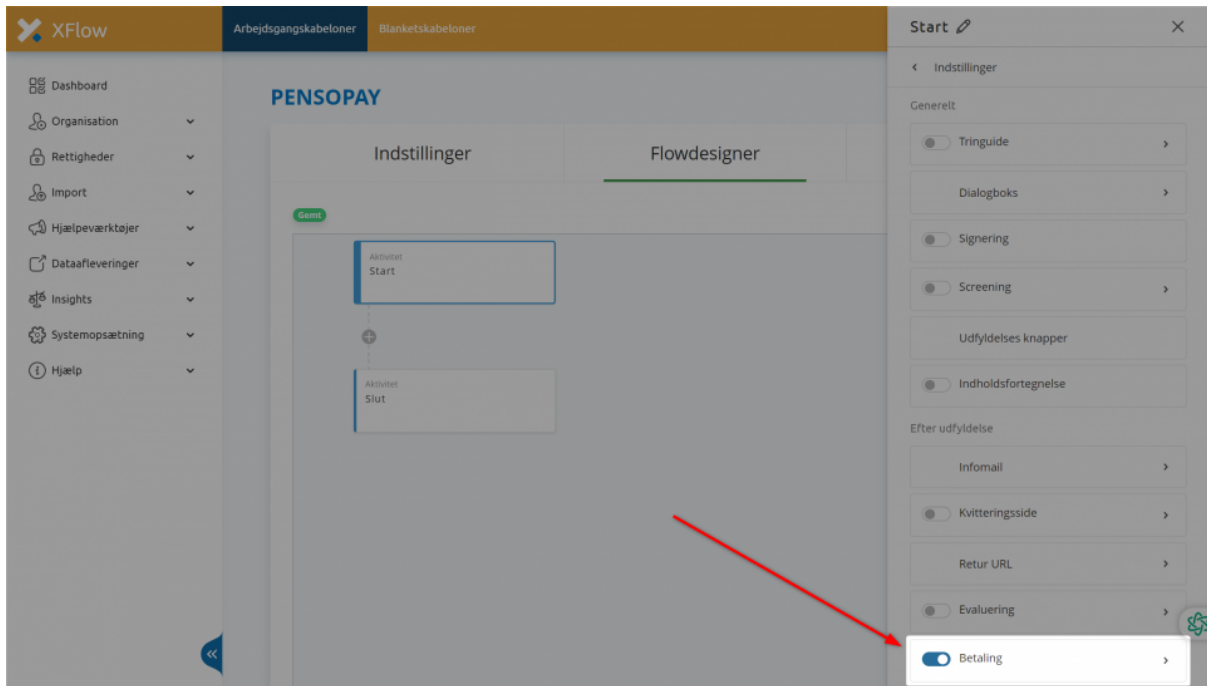 XFlow
Arbejdsgangskabeloner
Blanketskabeloner
Dashboard
Organisation
Rettigheder
Import
Hjælpeværktøjer
Dataafleveringer
Insights
Systemopsætning
Hjælp
PENSOPAY
Indstillinger
Flowdesigner
Gemt
Aktivitet
Start
Aktivitet
Slut
Start
Indstillinger
Generelt
Tringuide
Dialogboks
Signering
Screening
Udfyldelses knapper
Indholdsfortegnelse
Efter udfyldelse
Infomail
Kvitteringsside
Retur URL
Evaluering
Betaling